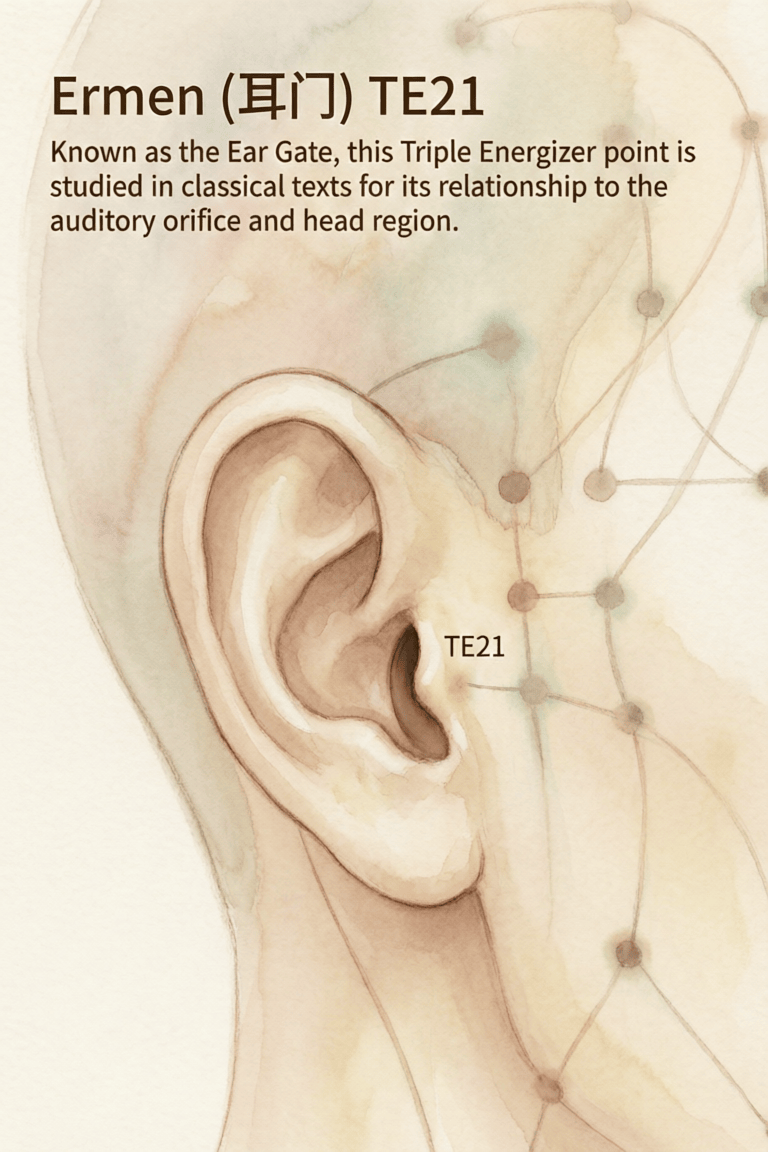 Ermen (耳门) TE21
Known as the Ear Gate, this Triple Energizer point is
studied in classical texts for its relationship to the
auditory orifice and head region.
TE21